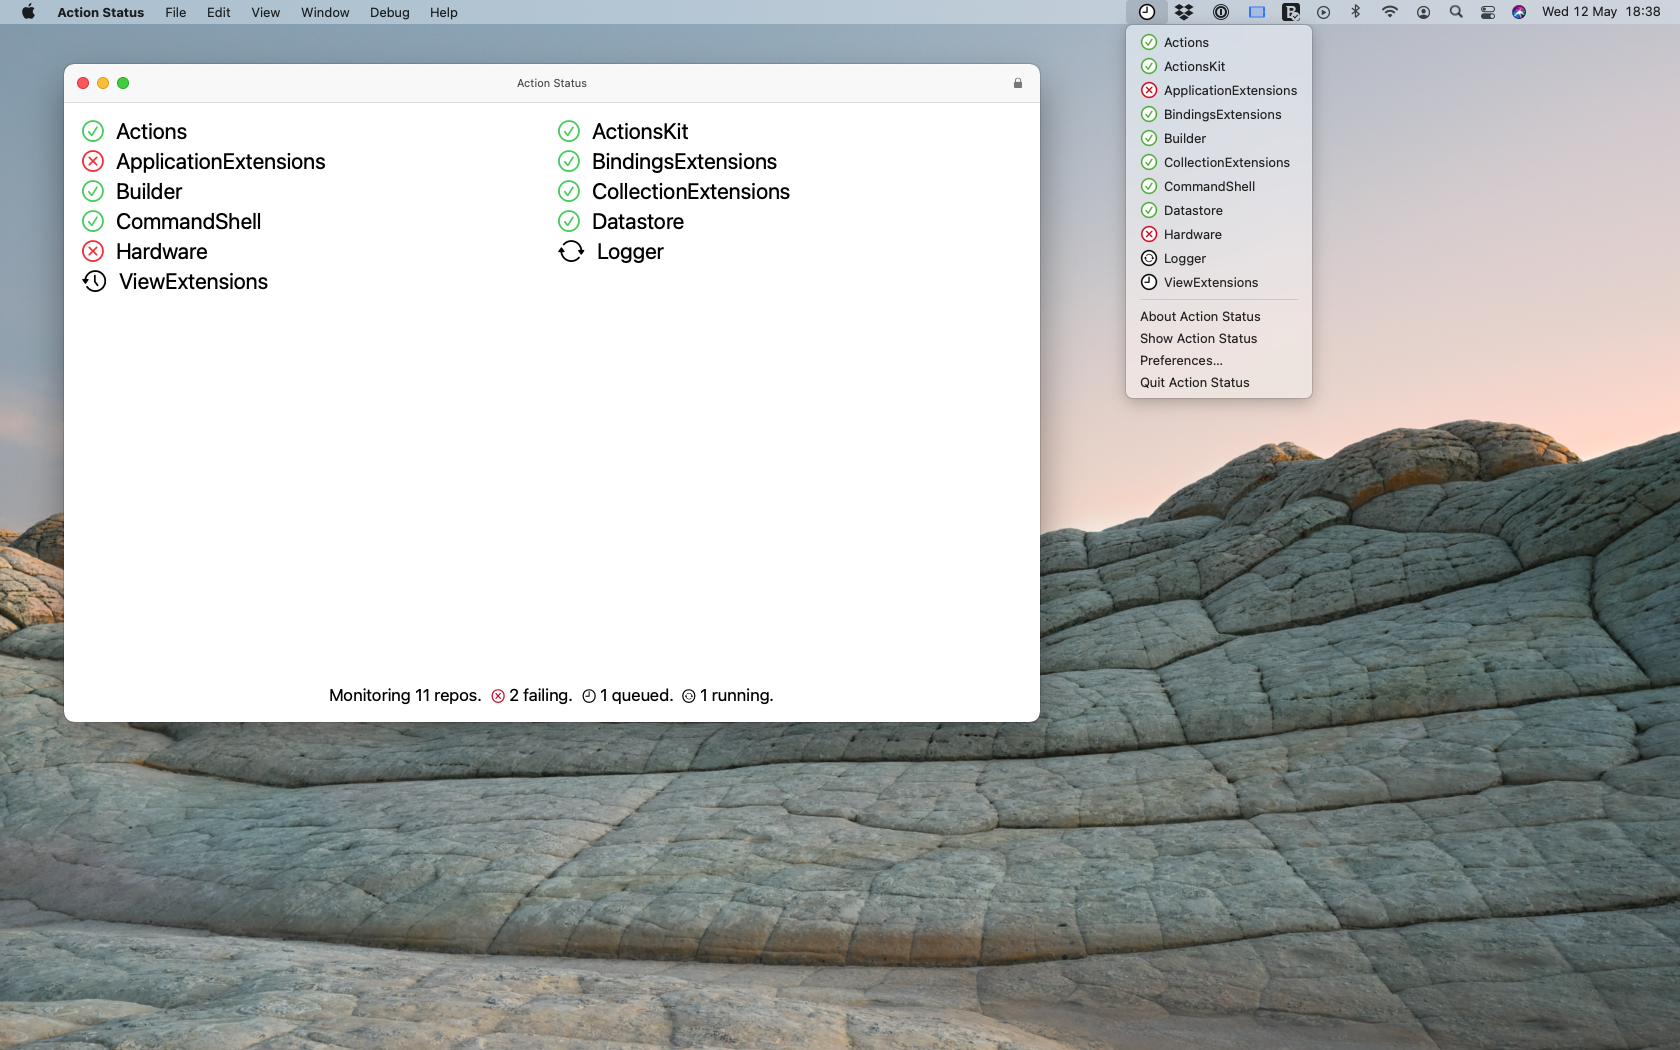 Action Status File Edit View Window Debug Help Wed 12 May 18:38
Action Status
Actions ActionsKit
ApplicationExtensions BindingsExtensions
Builder CollectionExtensions
CommandShell Datastore
Hardware Logger
ViewExtensions
Monitoring 11 repos. 2 failing. 1 queued. 1 running.
Actions
ActionsKit
ApplicationExtensions
BindingsExtensions
Builder
CollectionExtensions
CommandShell
Datastore
Hardware
Logger
ViewExtensions
About Action Status
Show Action Status
Preferences...
Quit Action Status